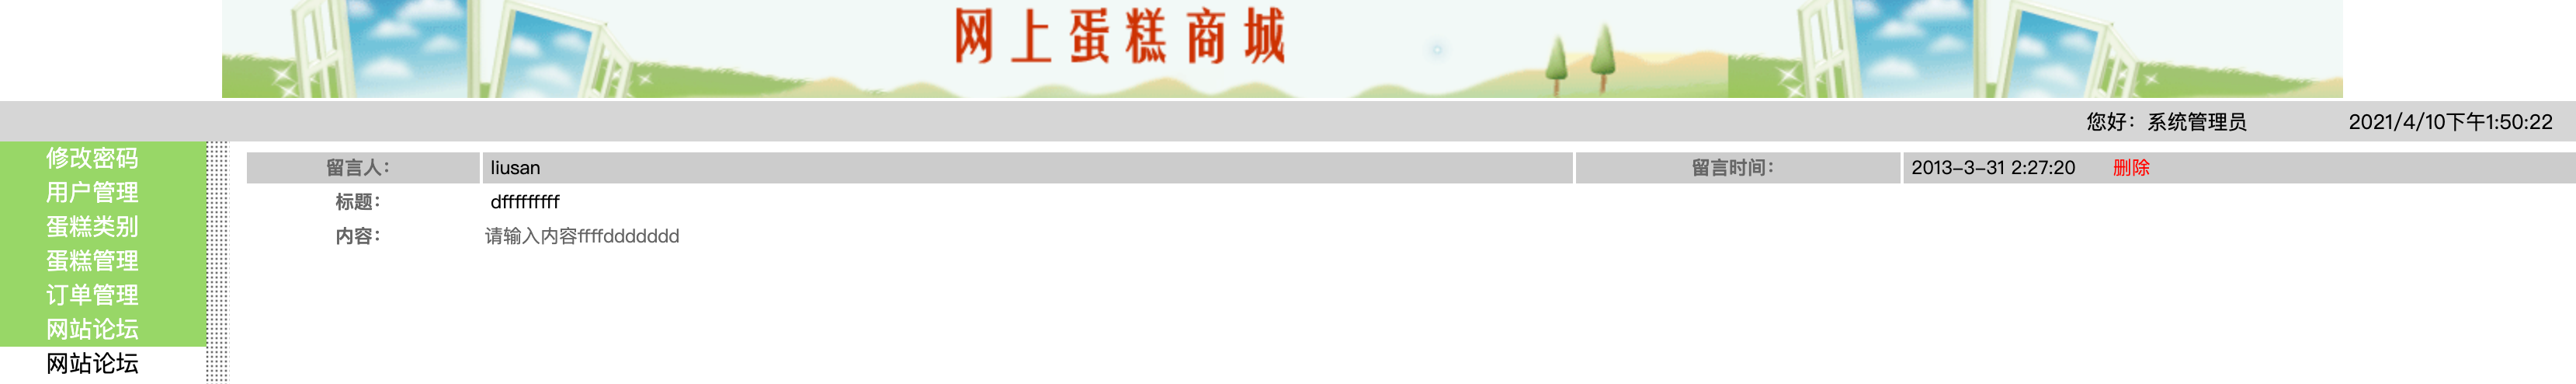 网上蛋糕商城
您好：系统管理员 2021/4/10下午1:50:22
修改密码
用户管理
蛋糕类别
蛋糕管理
订单管理
网站论坛
网站论坛
留言人： liusan 留言时间： 2013-3-31 2:27:20 删除
标题： dfffffffff
内容： 请输入内容ffffddddddd